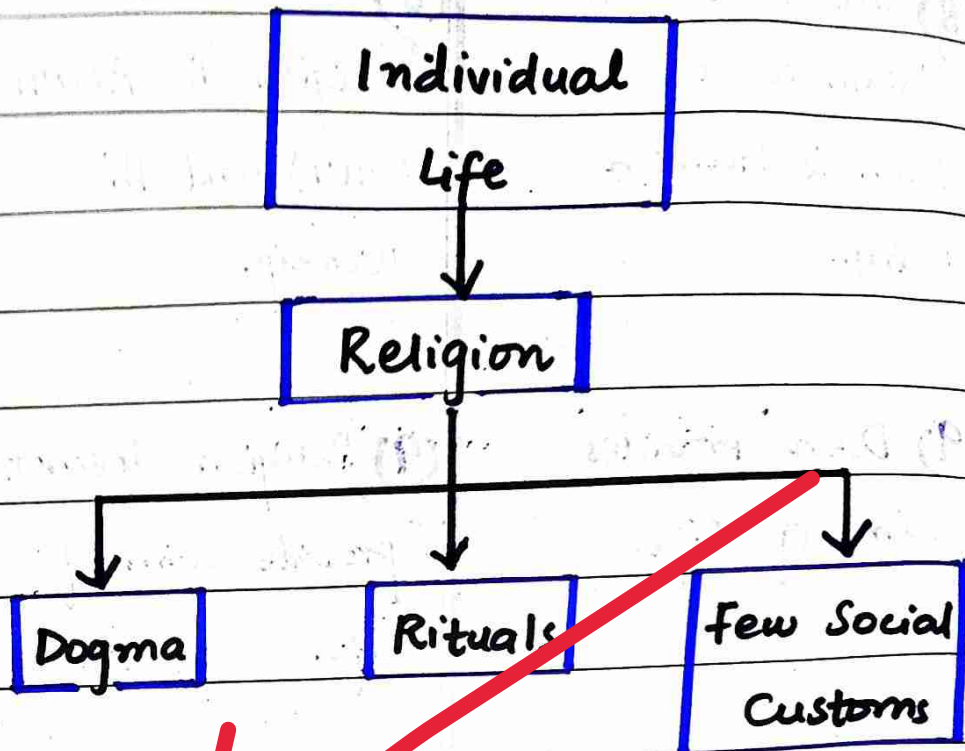 Individual
Life
Religion
Dogma
Rituals
Few Social
Customs